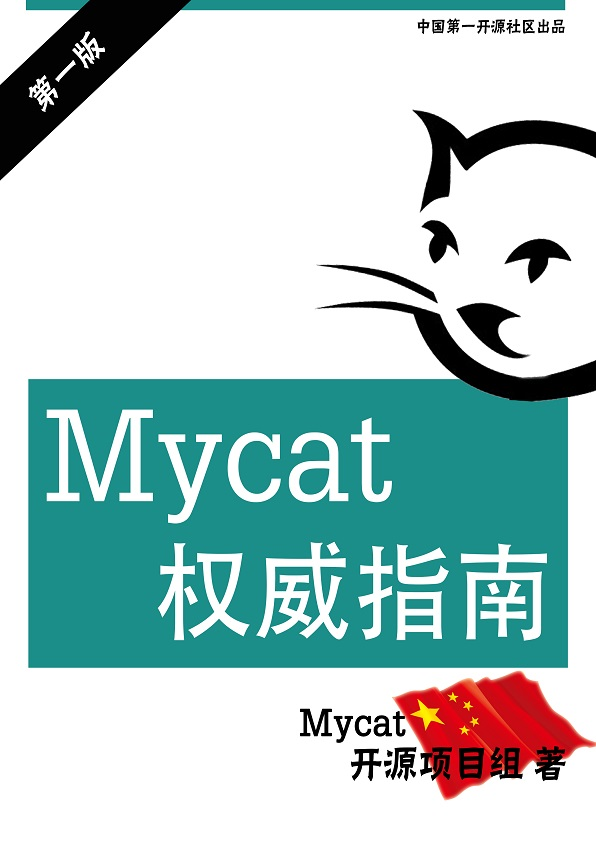 中国第一开源社区出品
第一版
Mycat
权威指南
Mycat
开源项目组 著